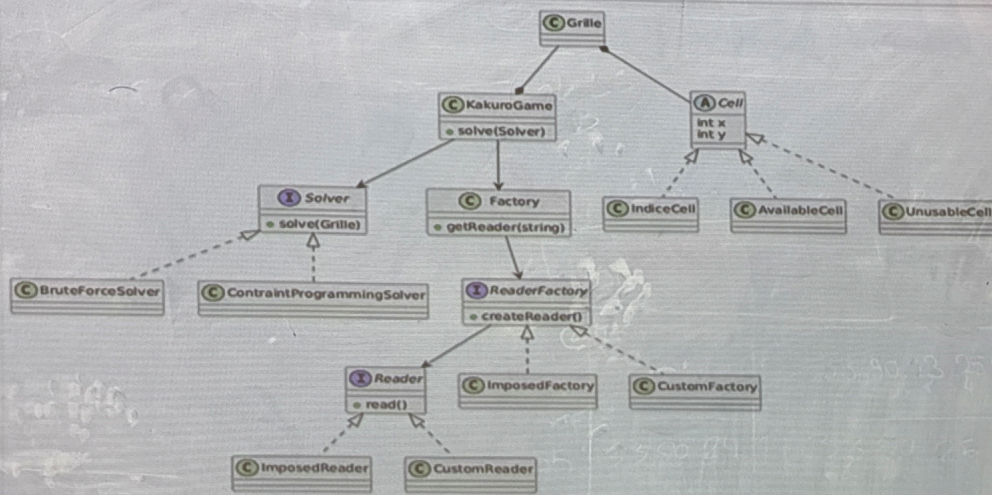 C Grille
C KakuroGame
solve(Solver)
A Cell
int x
int y
I Solver
solve(Grille)
C Factory
getReader(string)
C IndiceCell
C AvailableCell
C UnusableCell
C BruteForceSolver
C ContraintProgrammingSolver
I ReaderFactory
createReader()
I Reader
read()
C ImposedFactory
C CustomFactory
C ImposedReader
C CustomReader